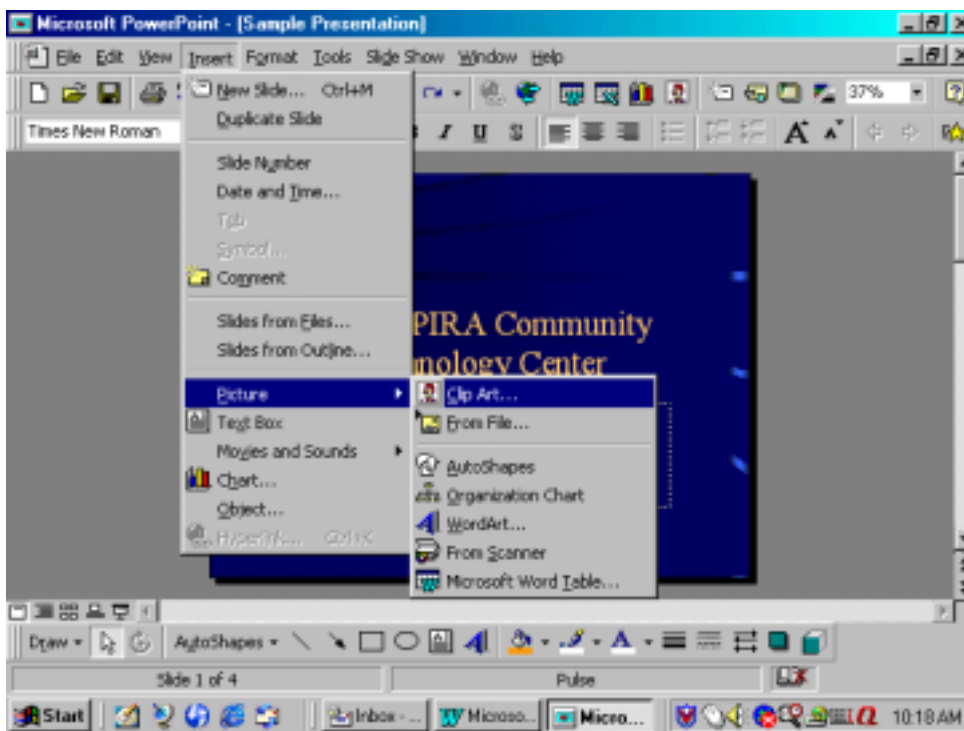 Microsoft PowerPoint - [Sample Presentation]
File Edit View Insert Format Tools Slide Show Window Help
37%
Times New Roman
New Slide... Ctrl+M
Duplicate Slide
Slide Number
Date and Time...
Tab
Symbol...
Comment
Slides from Files...
Slides from Outline...
Picture
Text Box
Movies and Sounds
Chart...
Object...
Hyperlink... Ctrl+K
PIRA Community
nology Center
Clip Art...
From File...
AutoShapes
Organization Chart
WordArt...
From Scanner
Microsoft Word Table...
Draw AutoShapes
Slide 1 of 4 Pulse
Start Inbox - ... Microso... Micro... 10:18 AM